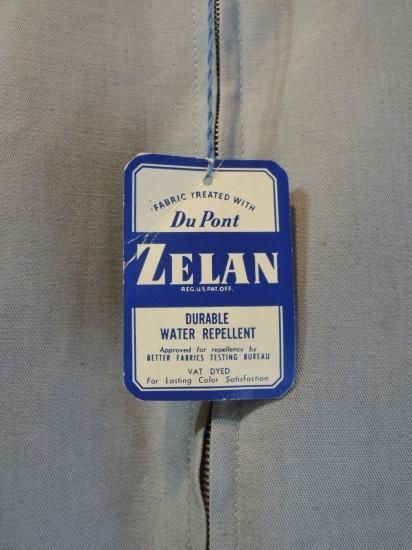 FABRIC TREATED WITH
Du Pont
ZELAN
REG. U.S. PAT. OFF.
DURABLE
WATER REPELLENT
Approved for repellency by
BETTER FABRICS TESTING BUREAU
VAT DYED
For Lasting Color Satisfaction